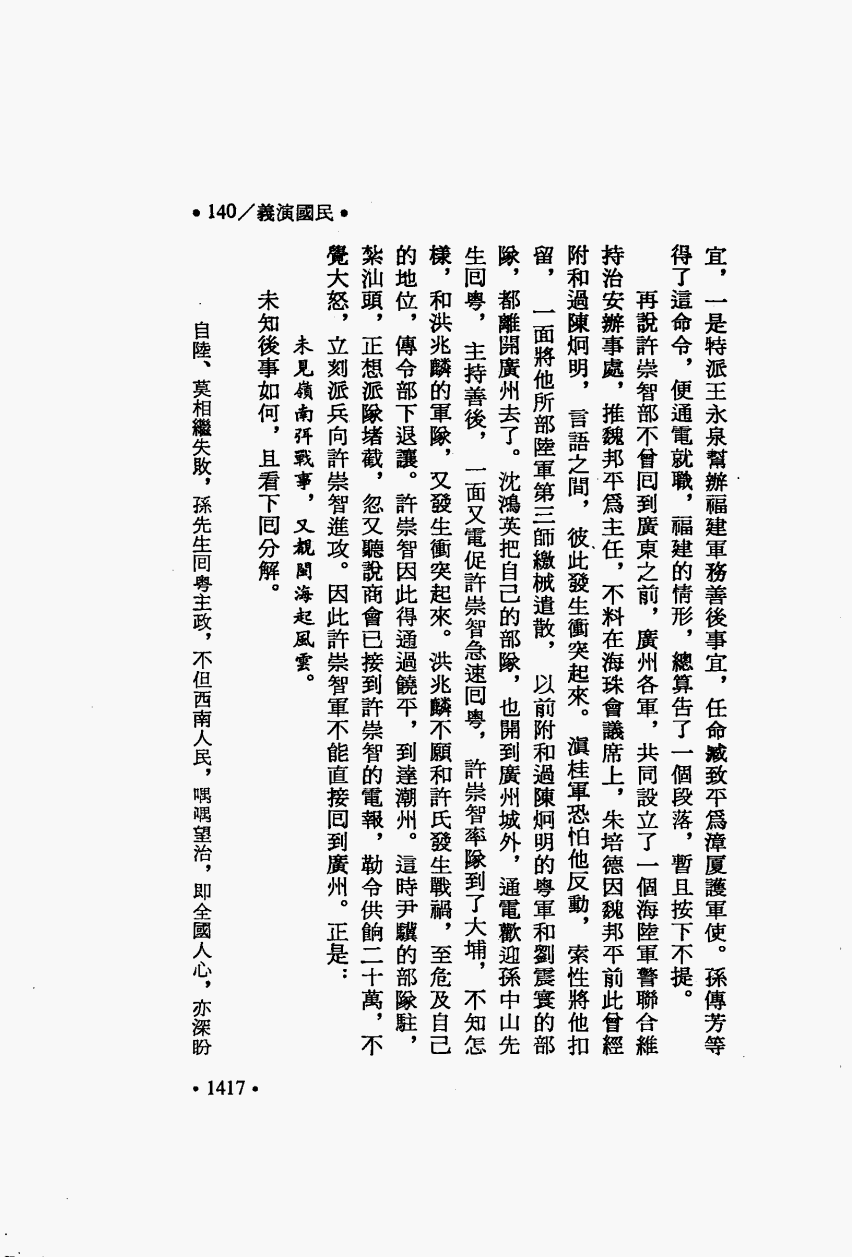 •140/義演國民•
宜，一是特派王永泉幫辦福建軍務善後事宜，任命臧致平爲漳厦護軍使。孫傳芳等
得了這命令，便通電就職，福建的情形，總算告了一個段落，暫且按下不提。
再說許崇智部不曾回到廣東之前，廣州各軍，共同設立了一個海陸軍警聯合維
持治安辦事處，推魏邦平爲主任，不料在海珠會議席上，朱培德因魏邦平前此曾經
附和過陳炯明，言語之間，彼此發生衝突起來。滇桂軍恐怕他反動，索性將他扣
留，一面將他所部陸軍第三師繳械遣散，以前附和過陳炯明的粵軍和劉震寰的部
隊，都離開廣州去了。沈鴻英把自己的部隊，也開到廣州城外，通電歡迎孫中山先
生回粵，主持善後，一面又電促許崇智急速回粵，許崇智率隊到了大埔，不知怎
樣，和洪兆麟的軍隊，又發生衝突起來。洪兆麟不願和許氏發生戰禍，至危及自己
的地位，傳令部下退讓。許崇智因此得通過饒平，到達潮州。這時尹驥的部隊駐，
紮汕頭，正想派隊堵截，忽又聽說商會已接到許崇智的電報，勒令供餉二十萬，不
覺大怒，立刻派兵向許崇智進攻。因此許崇智軍不能直接回到廣州。正是：
未見嶺南弭戰事，又覩閩海起風雲。
未知後事如何，且看下回分解。
自陸、莫相繼失敗，孫先生回粵主政，不但西南人民，喁喁望治，即全國人心，亦深盼
•1417•